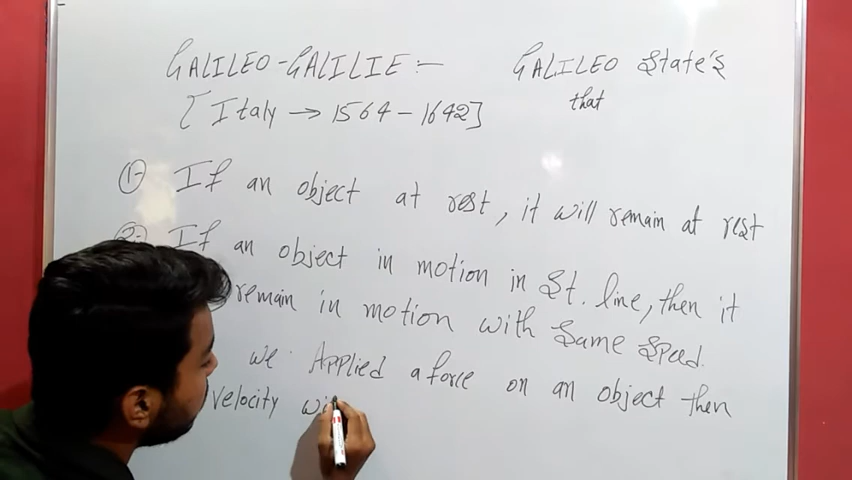 GALILEO-GALILIE:- GALILEO State's
[Italy → 1564-1642] that
① If an object at rest, it will remain at rest
②- If an object in motion in St. line, then it
remain in motion with Same Speed.
we Applied a force on an object then
velocity wi